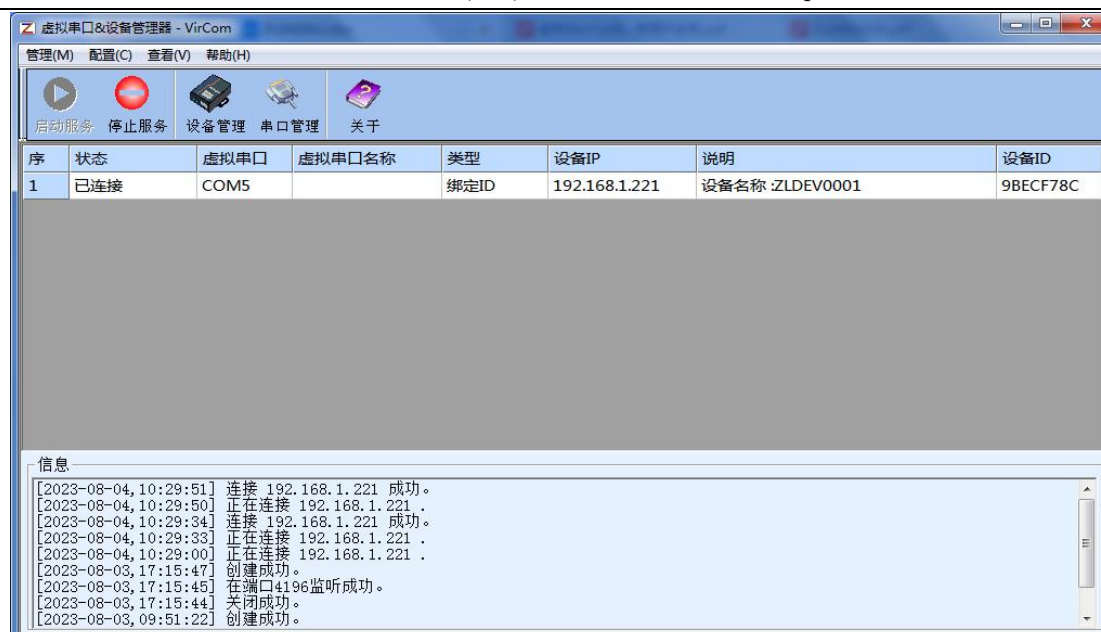 虚拟串口&设备管理器 - VirCom
管理(M) 配置(C) 查看(V) 帮助(H)
启动服务 停止服务 设备管理 串口管理 关于
序 状态 虚拟串口 虚拟串口名称 类型 设备IP 说明 设备ID
1 已连接 COM5 绑定ID 192.168.1.221 设备名称 :ZLDEV0001 9BECF78C
信息
[2023-08-04,10:29:51] 连接 192.168.1.221 成功。
[2023-08-04,10:29:50] 正在连接 192.168.1.221 .
[2023-08-04,10:29:34] 连接 192.168.1.221 成功。
[2023-08-04,10:29:33] 正在连接 192.168.1.221 .
[2023-08-04,10:29:00] 正在连接 192.168.1.221 .
[2023-08-03,17:15:47] 创建成功。
[2023-08-03,17:15:45] 在端口4196监听成功。
[2023-08-03,17:15:44] 关闭成功。
[2023-08-03,09:51:22] 创建成功。